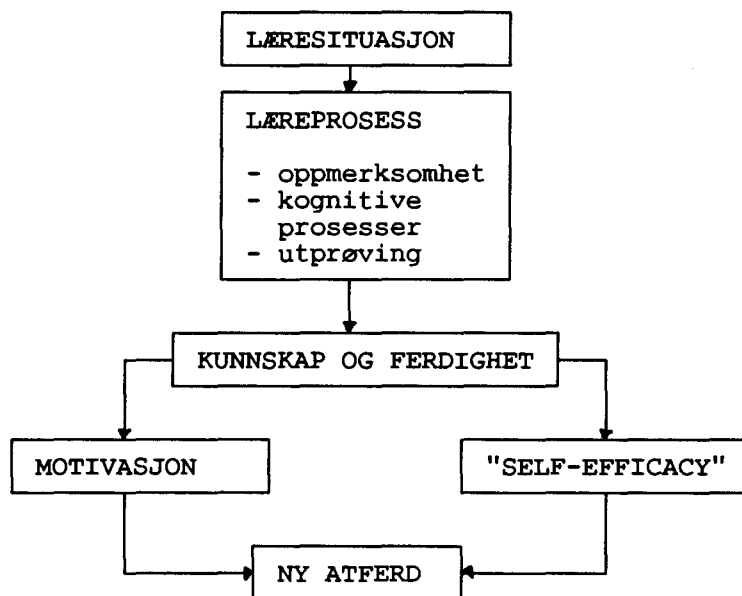 LÆRESITUASJON
LÆREPROSESS
- oppmerksomhet
- kognitive
prosesser
- utprøving
KUNNSKAP OG FERDIGHET
MOTIVASJON
"SELF-EFFICACY"
NY ATFERD